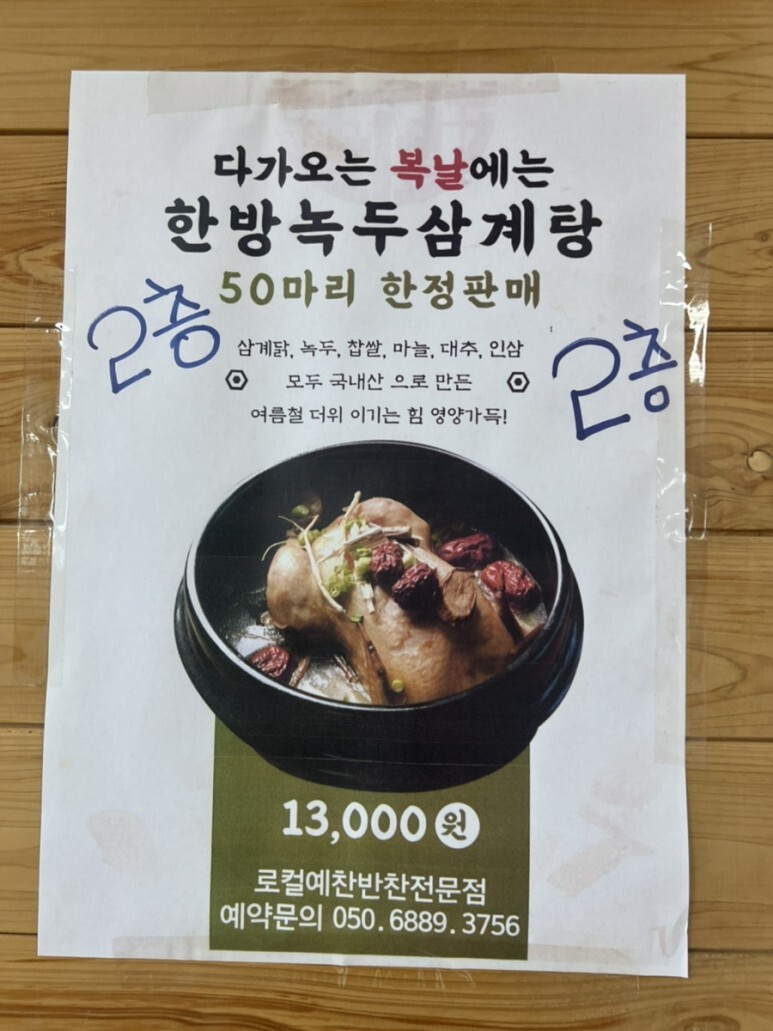 다가오는 복날에는
한방녹두삼계탕
50마리 한정판매
2층
2층
삼계닭, 녹두, 찹쌀, 마늘, 대추, 인삼
모두 국내산 으로 만든
여름철 더위 이기는 힘 영양가득!
13,000 원
로컬예찬반찬전문점
예약문의 050.6889.3756